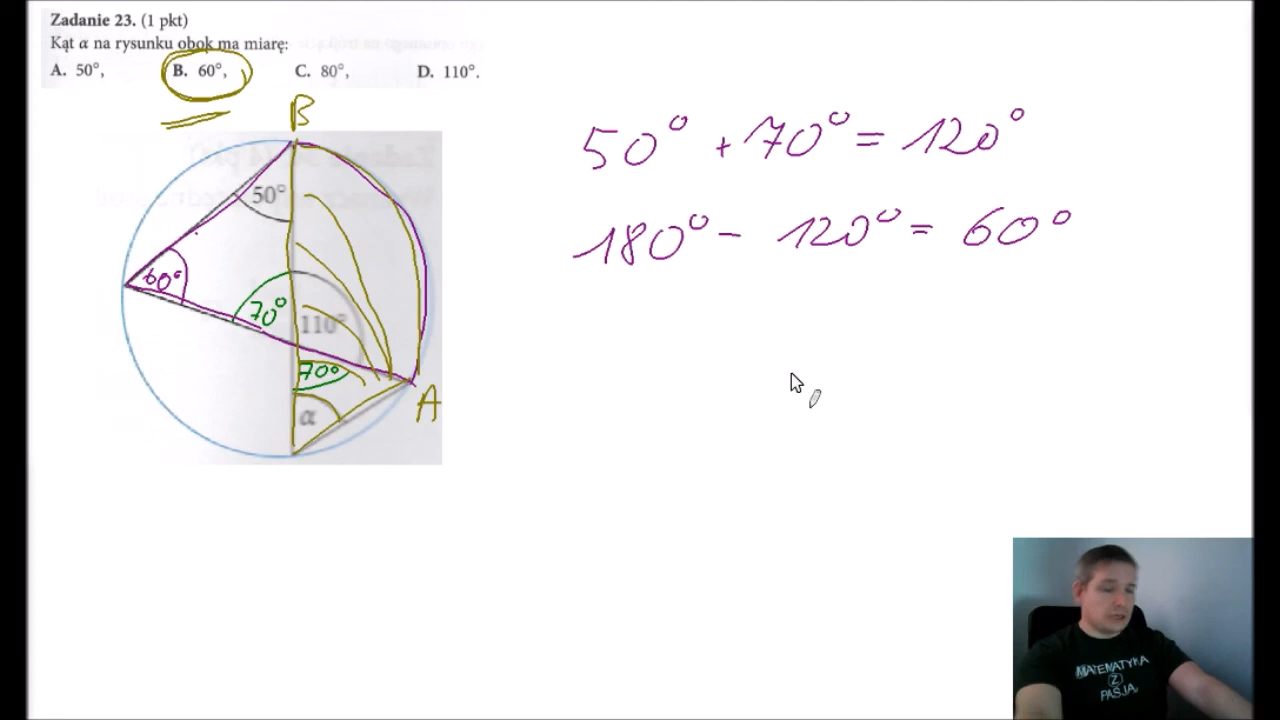 Zadanie 23. (1 pkt)
Kąt α na rysunku obok ma miarę:
A. 50°, B. 60°, C. 80°, D. 110°.
B
50° + 70° = 120°
50°
180° - 120° = 60°
60°
70°
110°
70°
A
α
MATEMATYKA
Z
PASJĄ